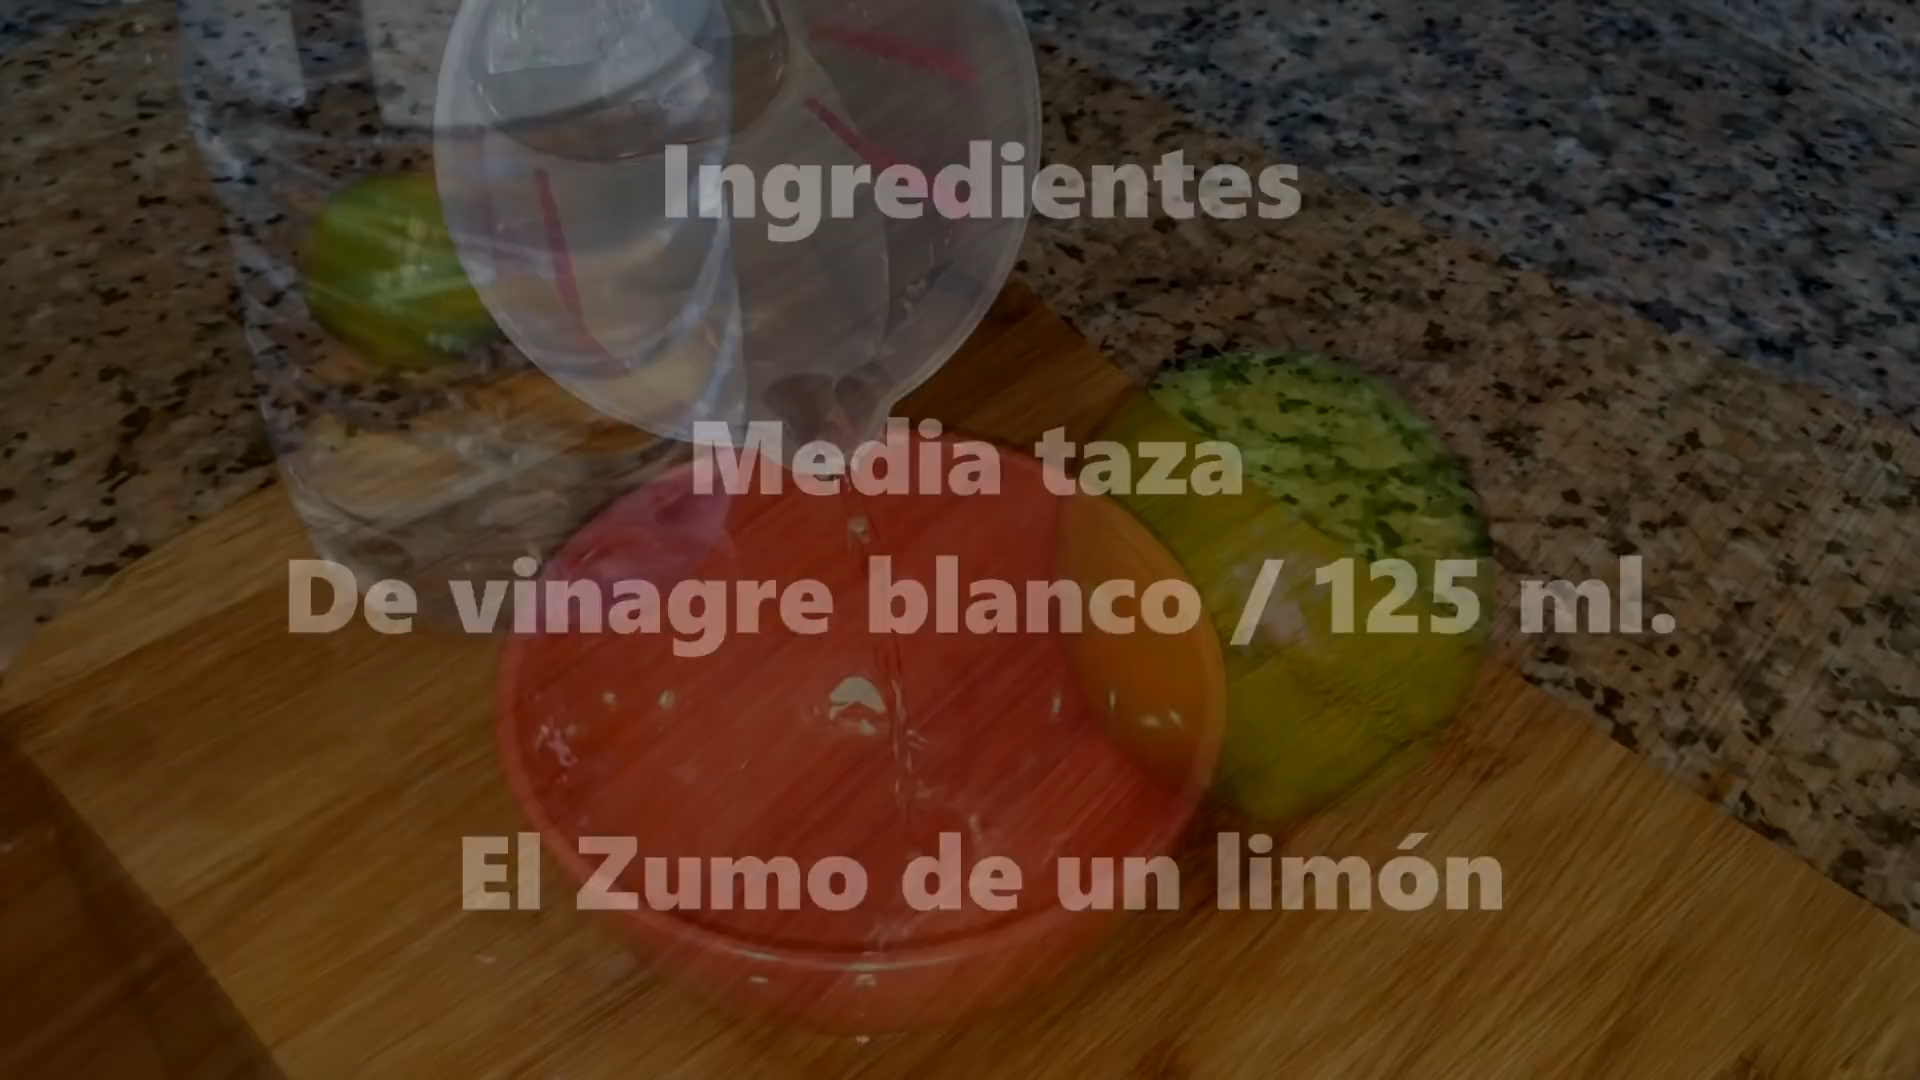 Ingredientes
Media taza
De vinagre blanco / 125 ml.
El Zumo de un limón